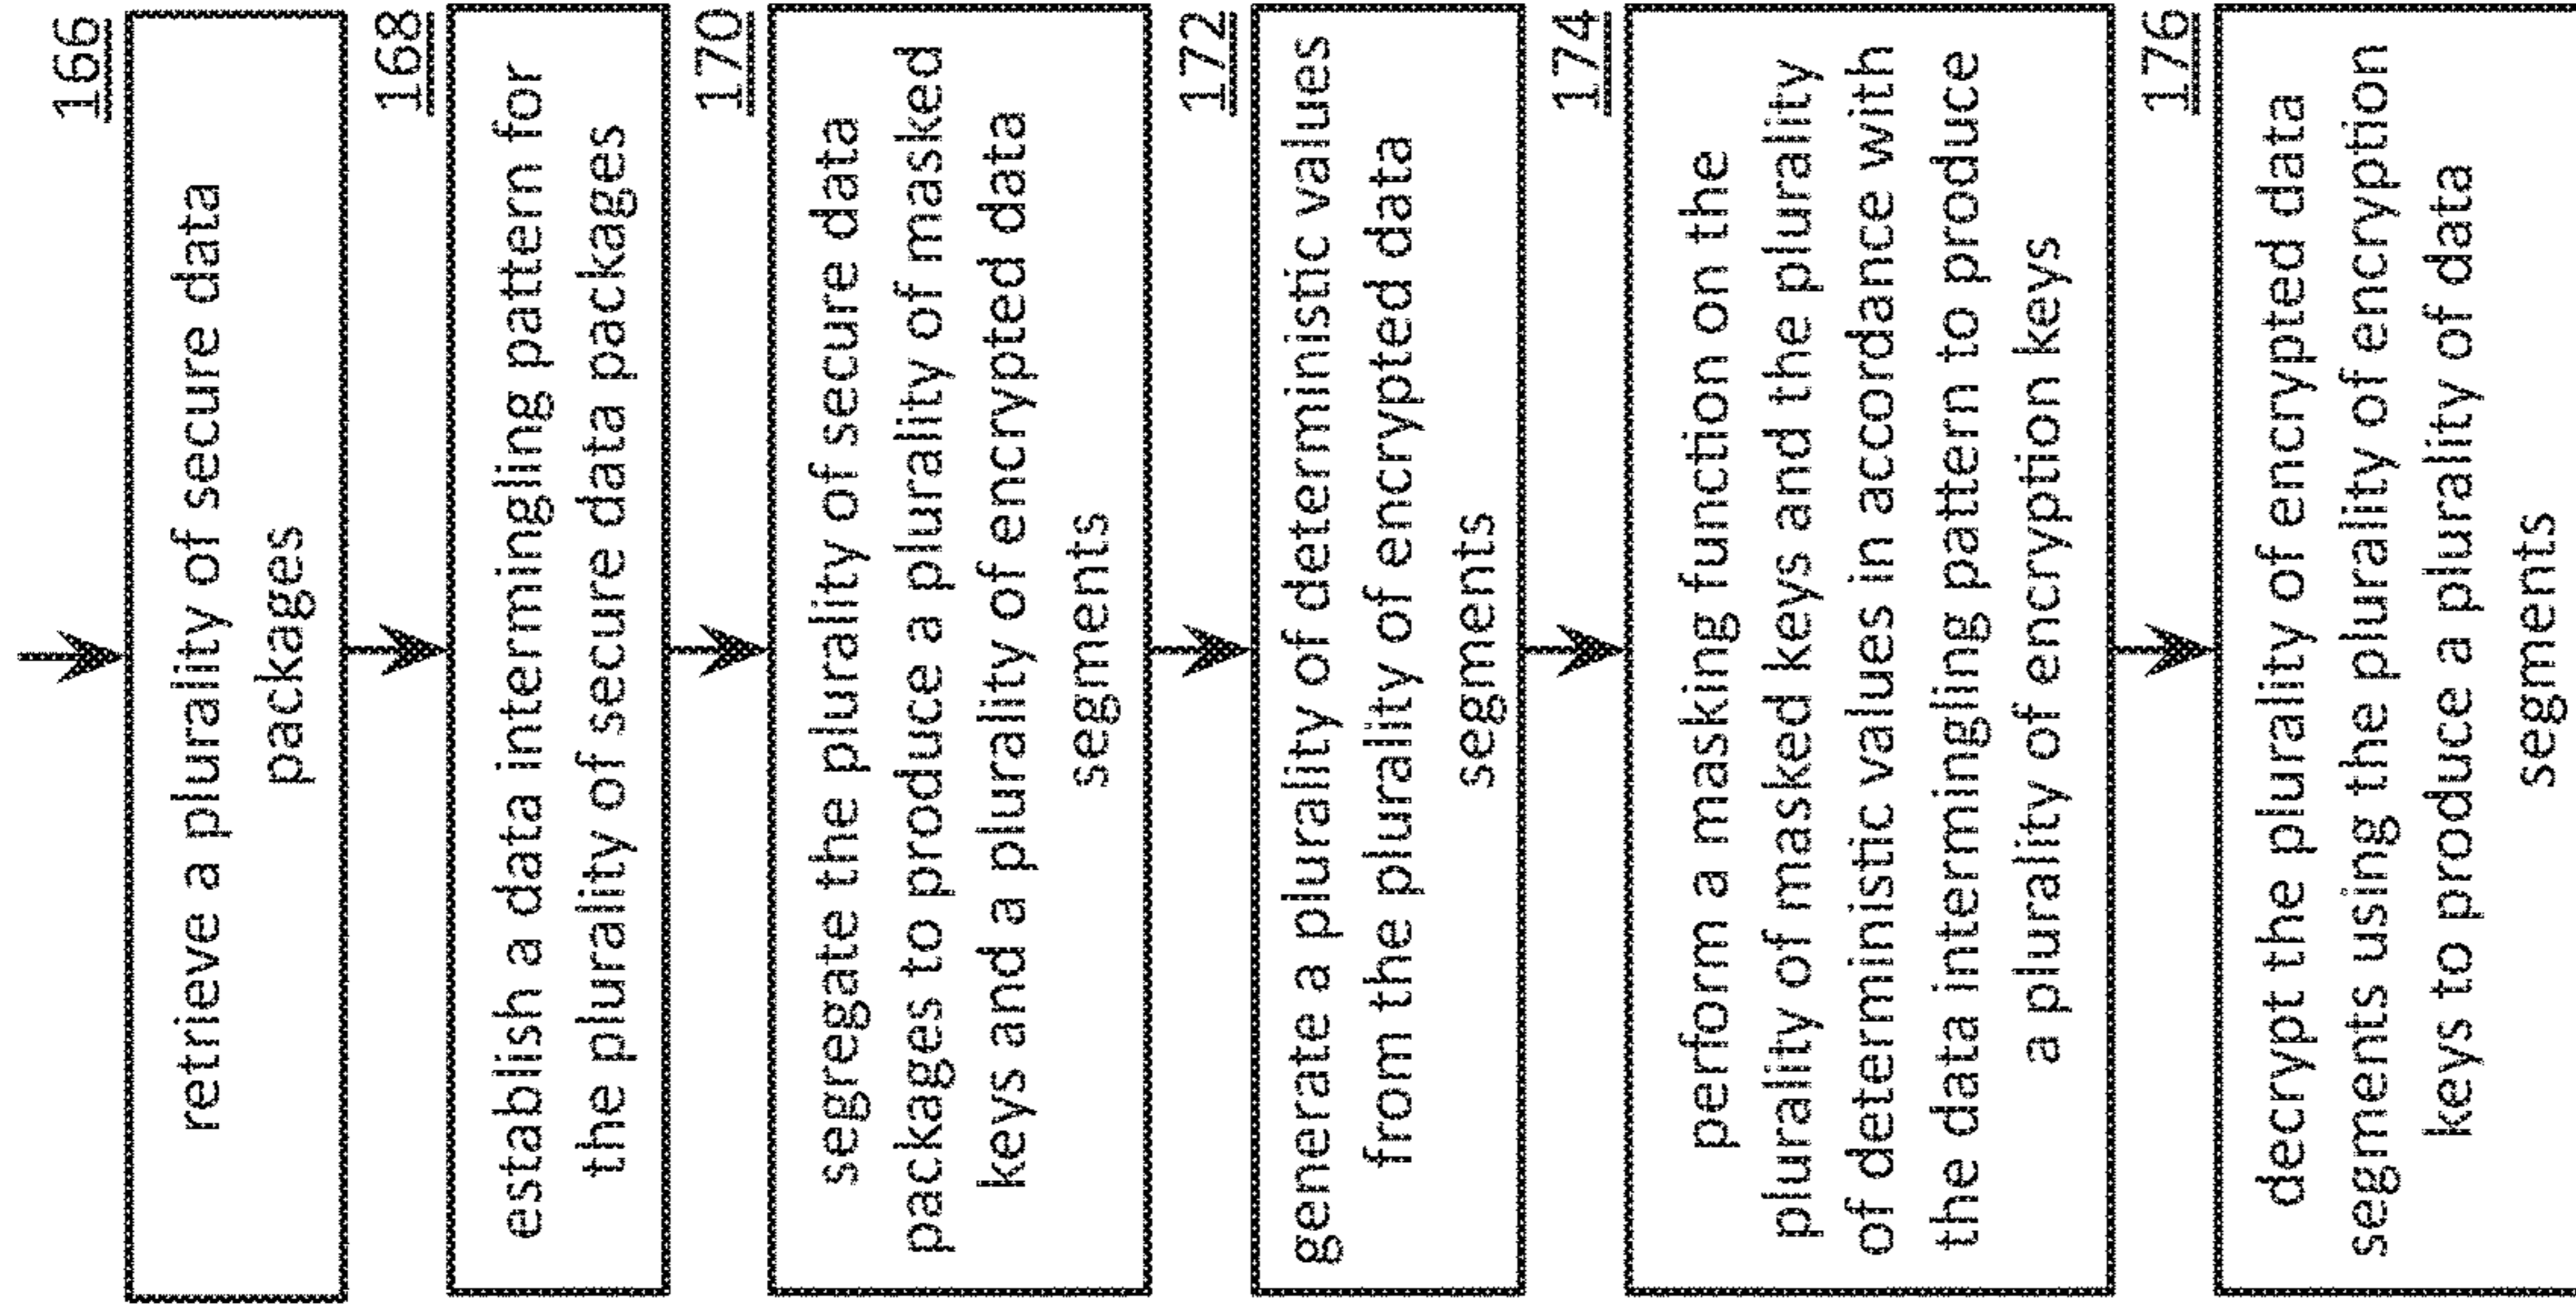 166
retrieve a plurality of secure data
packages
168
establish a data intermingling pattern for
the plurality of secure data packages
170
segregate the plurality of secure data
packages to produce a plurality of masked
keys and a plurality of encrypted data
segments
172
generate a plurality of deterministic values
from the plurality of encrypted data
segments
174
perform a masking function on the
plurality of masked keys and the plurality
of deterministic values in accordance with
the data intermingling pattern to produce
a plurality of encryption keys
176
decrypt the plurality of encrypted data
segments using the plurality of encryption
keys to produce a plurality of data
segments